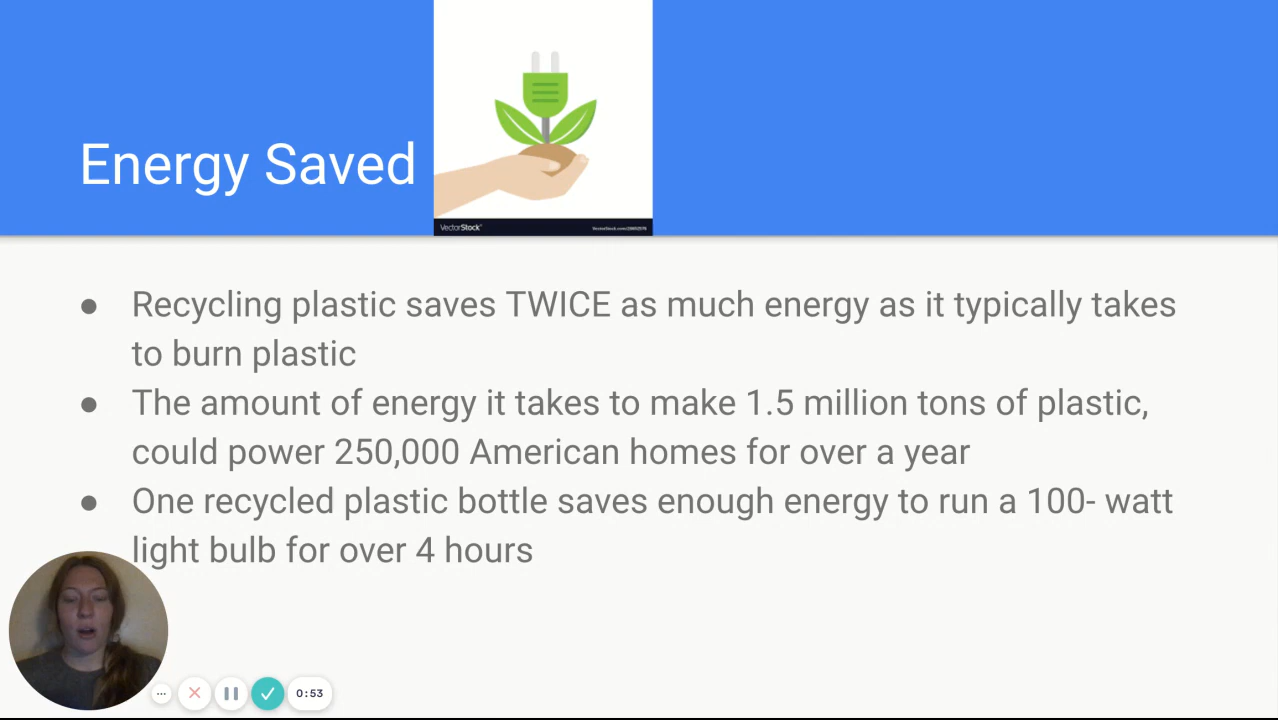 Energy Saved
VectorStock
● Recycling plastic saves TWICE as much energy as it typically takes
to burn plastic
● The amount of energy it takes to make 1.5 million tons of plastic,
could power 250,000 American homes for over a year
● One recycled plastic bottle saves enough energy to run a 100- watt
light bulb for over 4 hours
0:53